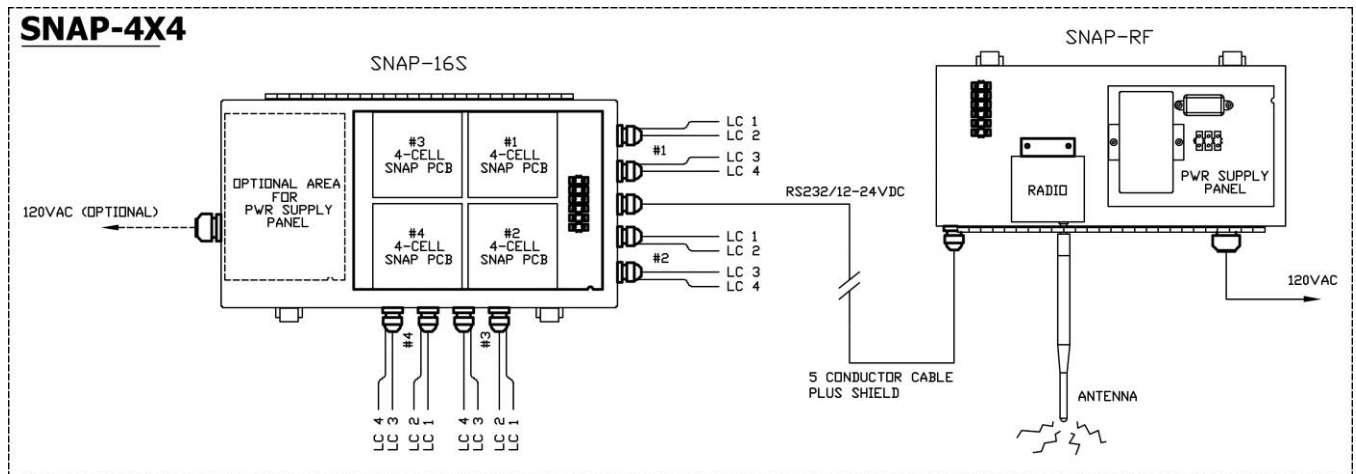 SNAP-4X4
SNAP-16S
SNAP-RF
OPTIONAL AREA
FOR
PWR SUPPLY
PANEL
120VAC (OPTIONAL)
#3
4-CELL
SNAP PCB
#1
4-CELL
SNAP PCB
#4
4-CELL
SNAP PCB
#2
4-CELL
SNAP PCB
LC 1
LC 2
#1
LC 3
LC 4
RS232/12-24VDC
LC 1
LC 2
#2
LC 3
LC 4
#4
#3
LC 4
LC 3
LC 2
LC 1
LC 4
LC 3
LC 2
LC 1
RADIO
PWR SUPPLY
PANEL
120VAC
5 CONDUCTOR CABLE
PLUS SHIELD
ANTENNA